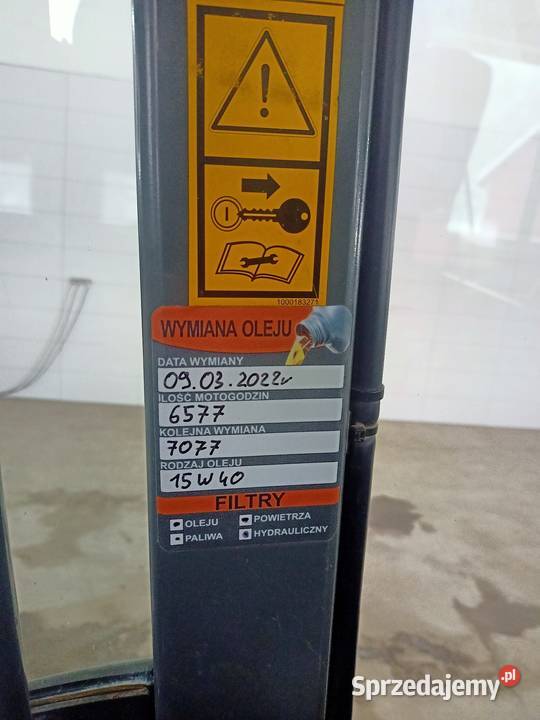 1000183271
WYMIANA OLEJU
DATA WYMIANY
09.03.2022r
ILOŚĆ MOTOGODZIN
6577
KOLEJNA WYMIANA
7077
RODZAJ OLEJU
15W40
FILTRY
OLEJU POWIETRZA
PALIWA HYDRAULICZNY
Sprzedajemy.pl